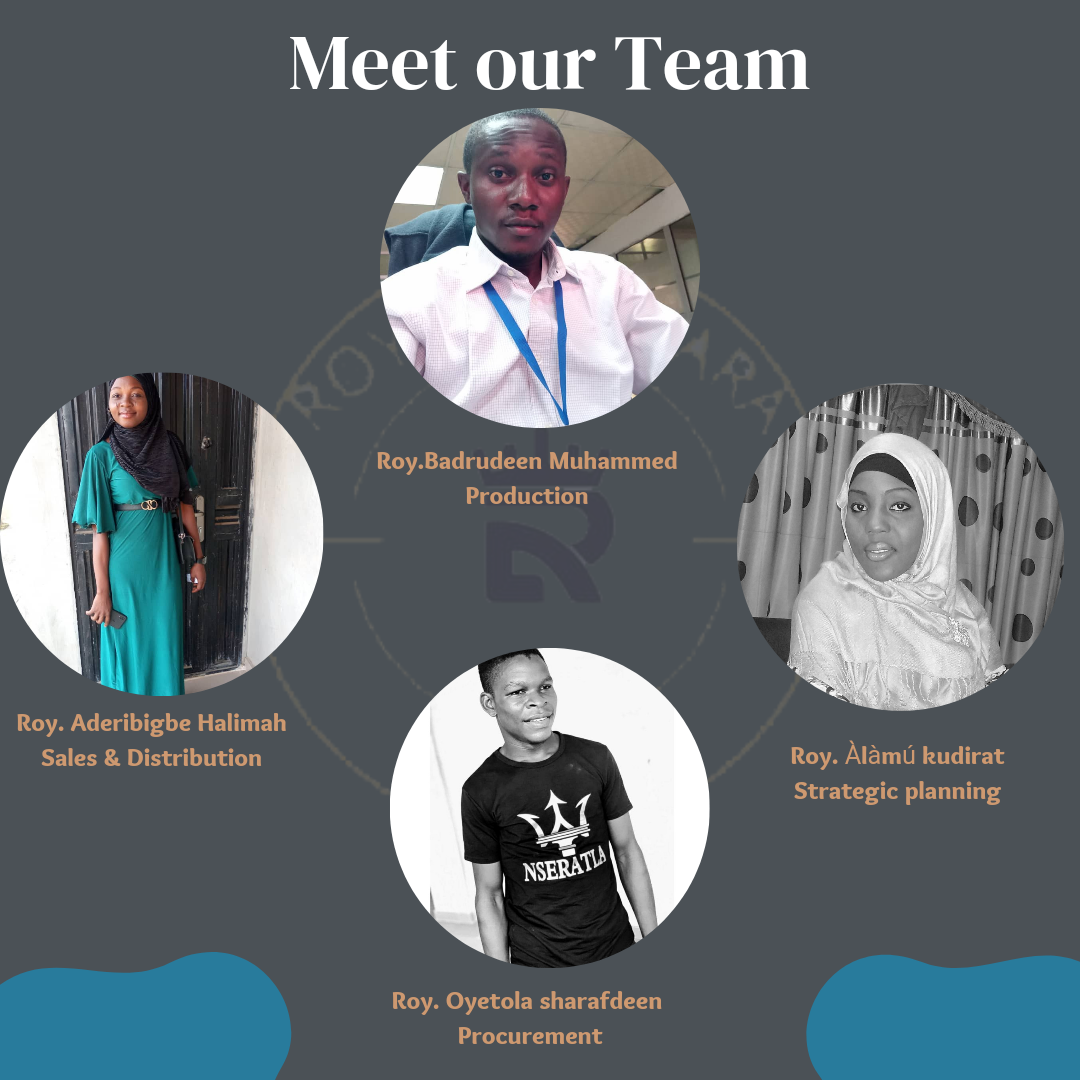 Meet our Team
Roy.Badrudeen Muhammed
Production
Roy. Aderibigbe Halimah
Sales & Distribution
Roy. Àlàmú kudirat
Strategic planning
NSERATLA
Roy. Oyetola sharafdeen
Procurement